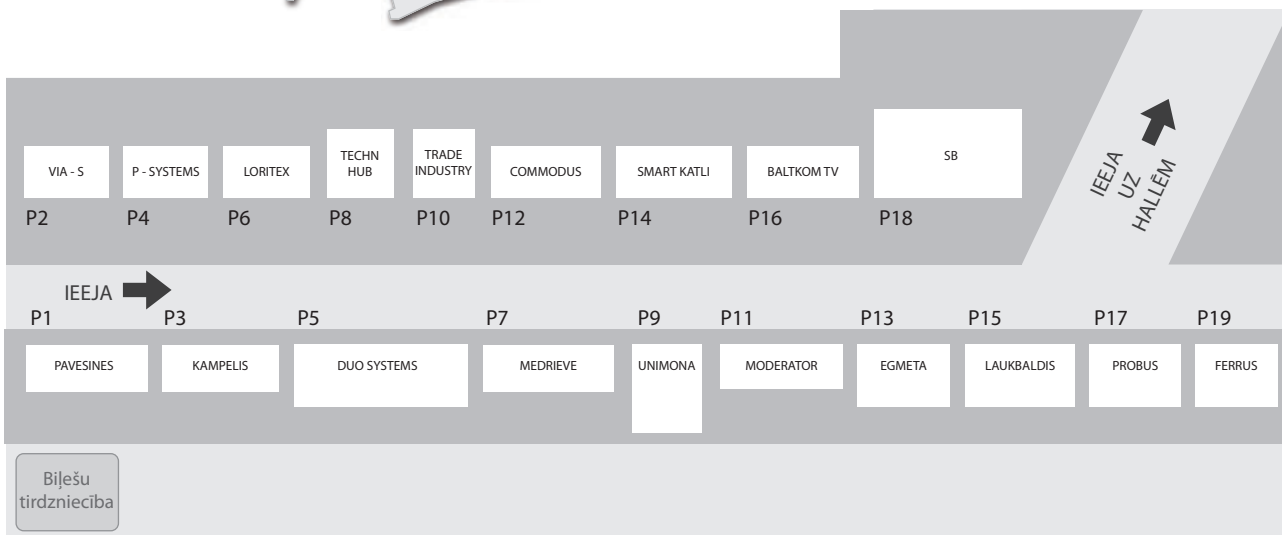 VIA - S
P - SYSTEMS
LORITEX
TECHN
HUB
TRADE
INDUSTRY
COMMODUS
SMART KATLI
BALTKOM TV
SB
P2
P4
P6
P8
P10
P12
P14
P16
P18
IEEJA
UZ
HALLĒM
IEEJA
P1
P3
P5
P7
P9
P11
P13
P15
P17
P19
PAVESINES
KAMPELIS
DUO SYSTEMS
MEDRIEVE
UNIMONA
MODERATOR
EGMETA
LAUKBALDIS
PROBUS
FERRUS
Biļešu
tirdzniecība